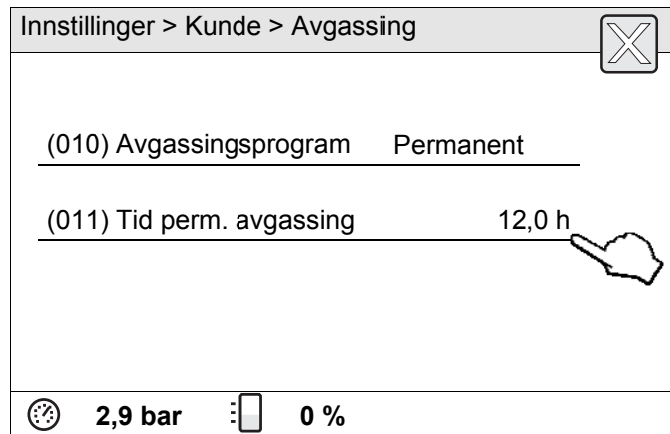 Innstillinger > Kunde > Avgassing
(010) Avgassingsprogram Permanent
(011) Tid perm. avgassing 12,0 h
2,9 bar 0 %